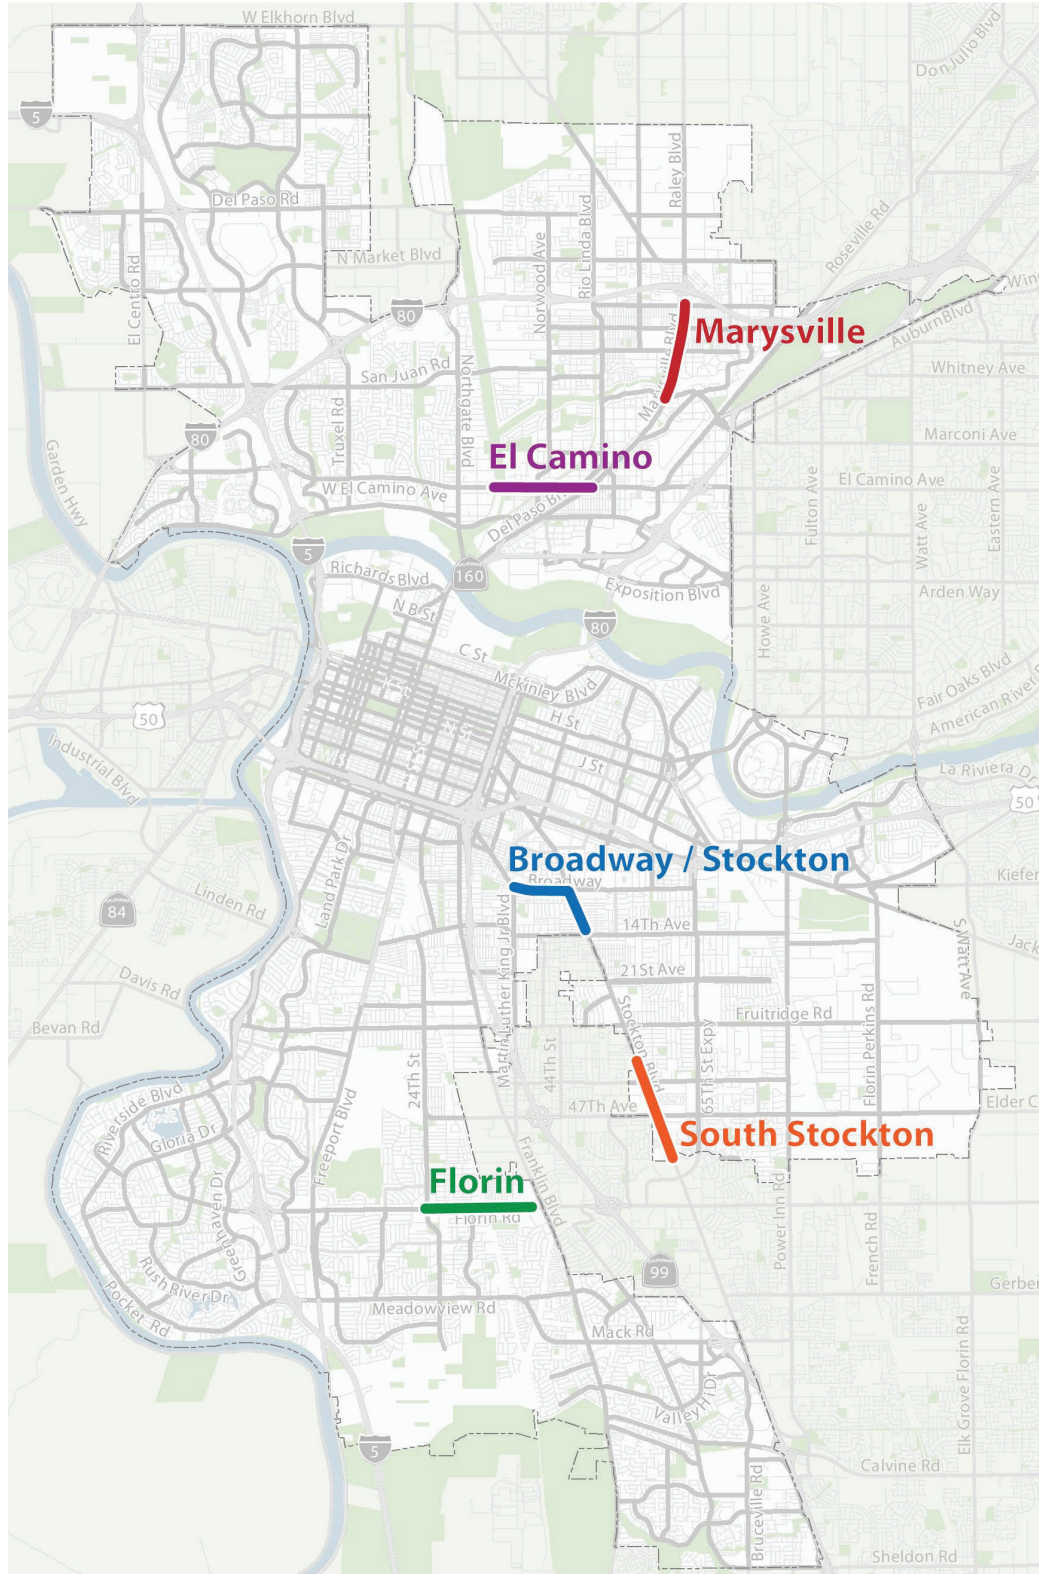 W Elkhorn Blvd
Don Julio Blvd
5
Raley Blvd
Del Paso Rd
Rio Linda Blvd
Roseville Rd
Norwood Ave
N Market Blvd
El Centro Rd
80
Marysville
Auburn Blvd
Marysville Blvd
San Juan Rd
Whitney Ave
Northgate Blvd
Truxel Rd
80
Marconi Ave
El Camino
Garden Hwy
W El Camino Ave
El Camino Ave
Fulton Ave
Watt Ave
Eastern Ave
Del Paso Bl
5
Richards Blvd
CALIFORNIA
160
Exposition Blvd
Arden Way
N B St
80
Howe Ave
C St
Mckinley Blvd
Fair Oaks Blvd
American River
K St
H St
50
J St
Industrial Blvd
La Riviera Dr
50
Land Park Dr
Broadway / Stockton
Broadway
Kiefer
Linden Rd
CALIFORNIA
84
14Th Ave
S Watt Ave
Jack
Martin Luther King Jr Blvd
21St Ave
Davis Rd
Bevan Rd
Stockton Blvd
Fruitridge Rd
Florin Perkins Rd
44Th St
65Th St Expy
24Th St
Riverside Blvd
47Th Ave
Elder C
Freeport Blvd
Gloria Dr
South Stockton
Franklin Blvd
Florin
Greenhaven Dr
Florin Rd
Power Inn Rd
French Rd
Rush River Dr
CALIFORNIA
99
Gerber
Pocket Rd
Meadowview Rd
Mack Rd
Elk Grove Florin Rd
Valley Hi Dr
5
Calvine Rd
Bruceville Rd
Sheldon Rd